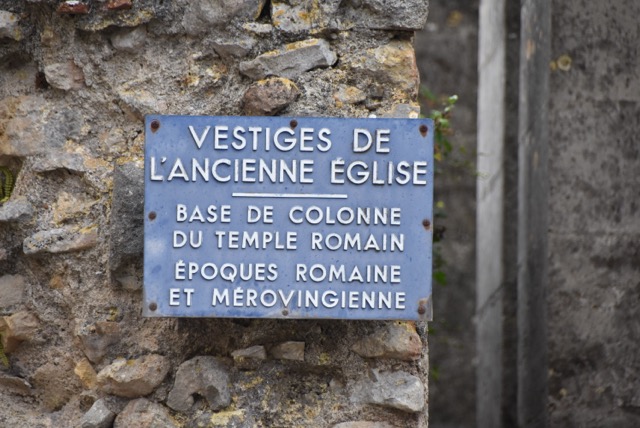 VESTIGES DE
L'ANCIENNE ÉGLISE
BASE DE COLONNE
DU TEMPLE ROMAIN
ÉPOQUES ROMAINE
ET MÉROVINGIENNE